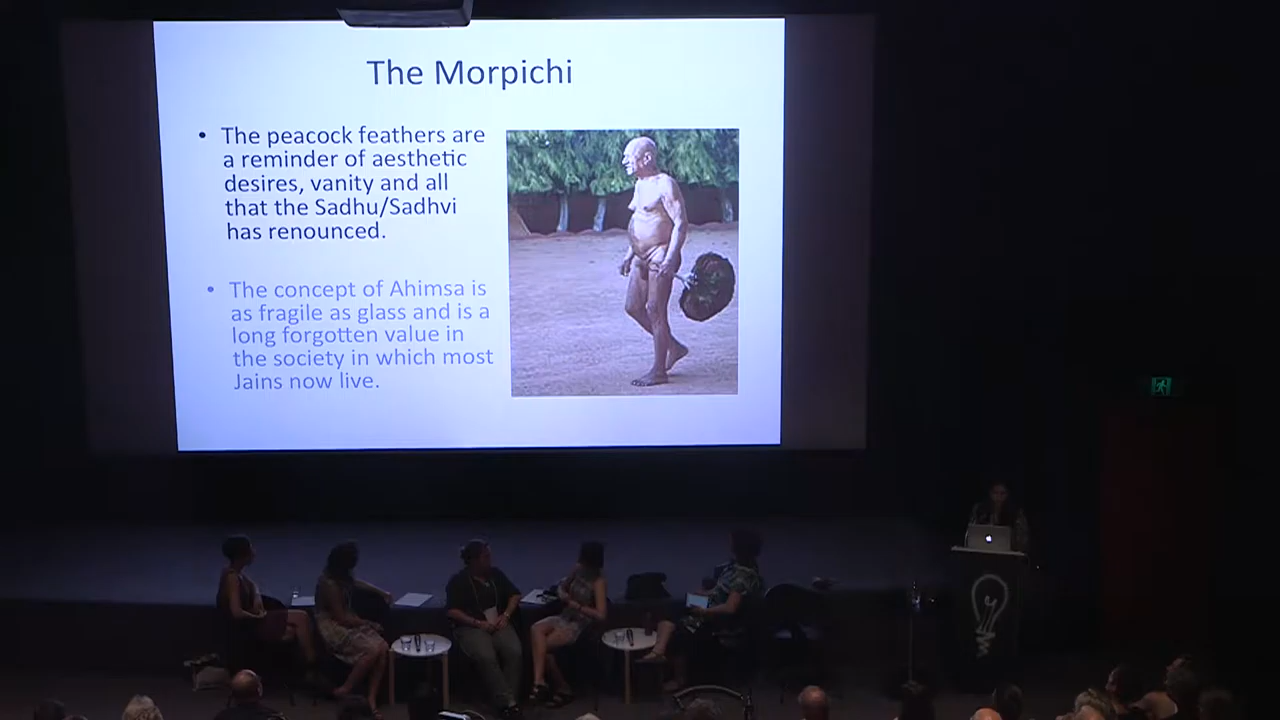 The Morpichi
• The peacock feathers are
a reminder of aesthetic
desires, vanity and all
that the Sadhu/Sadhvi
has renounced.
• The concept of Ahimsa is
as fragile as glass and is a
long forgotten value in
the society in which most
Jains now live.